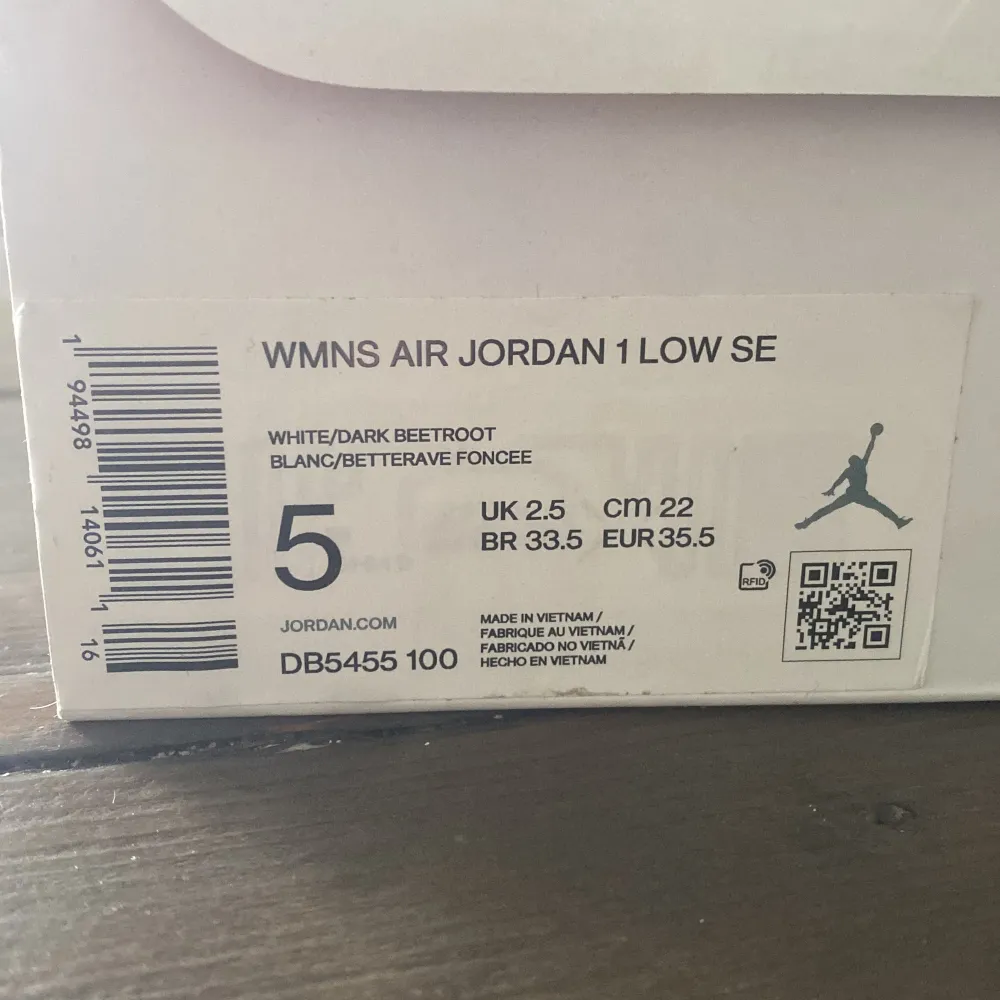 WMNS AIR JORDAN 1 LOW SE
WHITE/DARK BEETROOT
BLANC/BETTERAVE FONCEE
5
UK 2.5 cm 22
BR 33.5 EUR 35.5
JORDAN.COM
DB5455 100
MADE IN VIETNAM /
FABRIQUE AU VIETNAM /
FABRICADO NO VIETNÃ /
HECHO EN VIETNAM
RFID
1 94498 14061 1 16